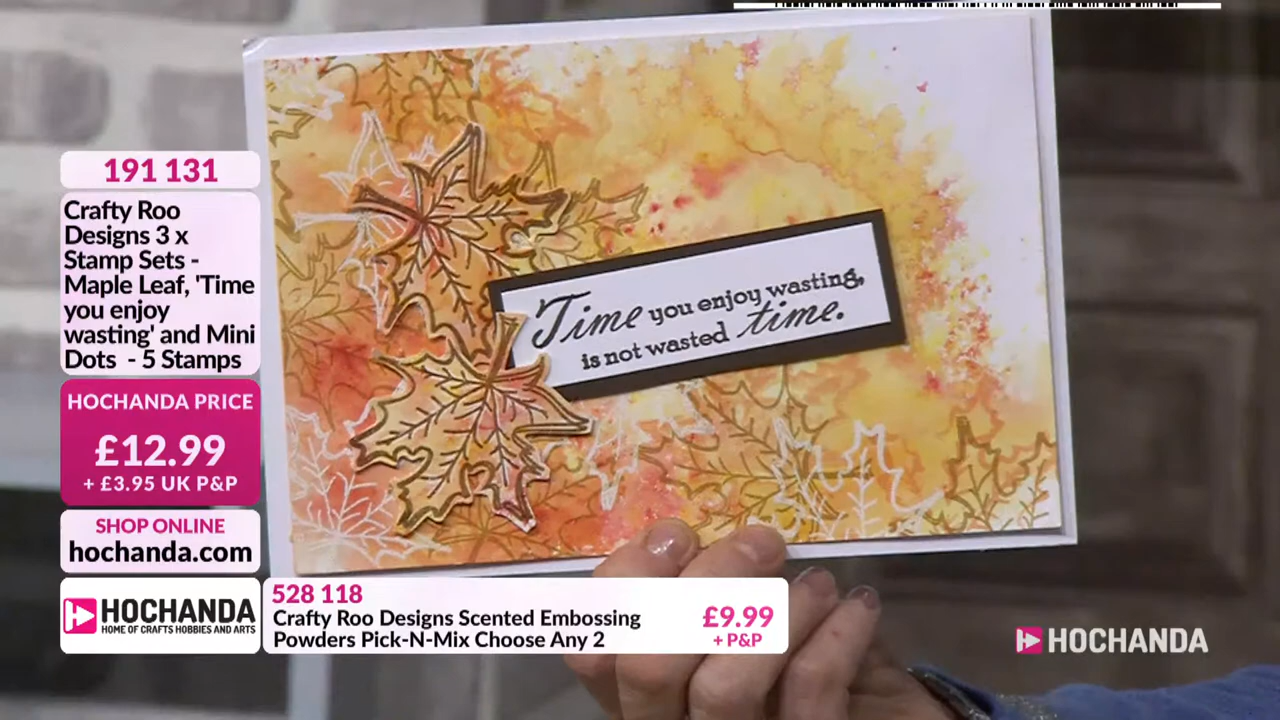 191 131
Crafty Roo
Designs 3 x
Stamp Sets -
Maple Leaf, 'Time
you enjoy
wasting' and Mini
Dots - 5 Stamps
HOCHANDA PRICE
£12.99
+ £3.95 UK P&P
SHOP ONLINE
hochanda.com
HOCHANDA
HOME OF CRAFTS HOBBIES AND ARTS
528 118
Crafty Roo Designs Scented Embossing
Powders Pick-N-Mix Choose Any 2
£9.99
+ P&P
Time you enjoy wasting,
is not wasted time.
HOCHANDA